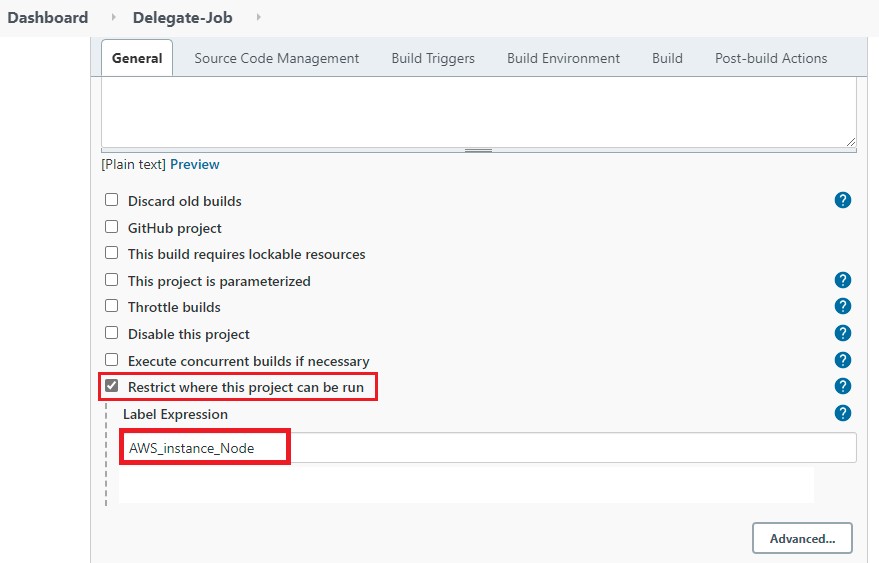 Dashboard Delegate-Job
General Source Code Management Build Triggers Build Environment Build Post-build Actions
[Plain text] Preview
Discard old builds ?
GitHub project
This build requires lockable resources
This project is parameterized ?
Throttle builds ?
Disable this project ?
Execute concurrent builds if necessary ?
Restrict where this project can be run ?
Label Expression ?
AWS_instance_Node
Advanced...